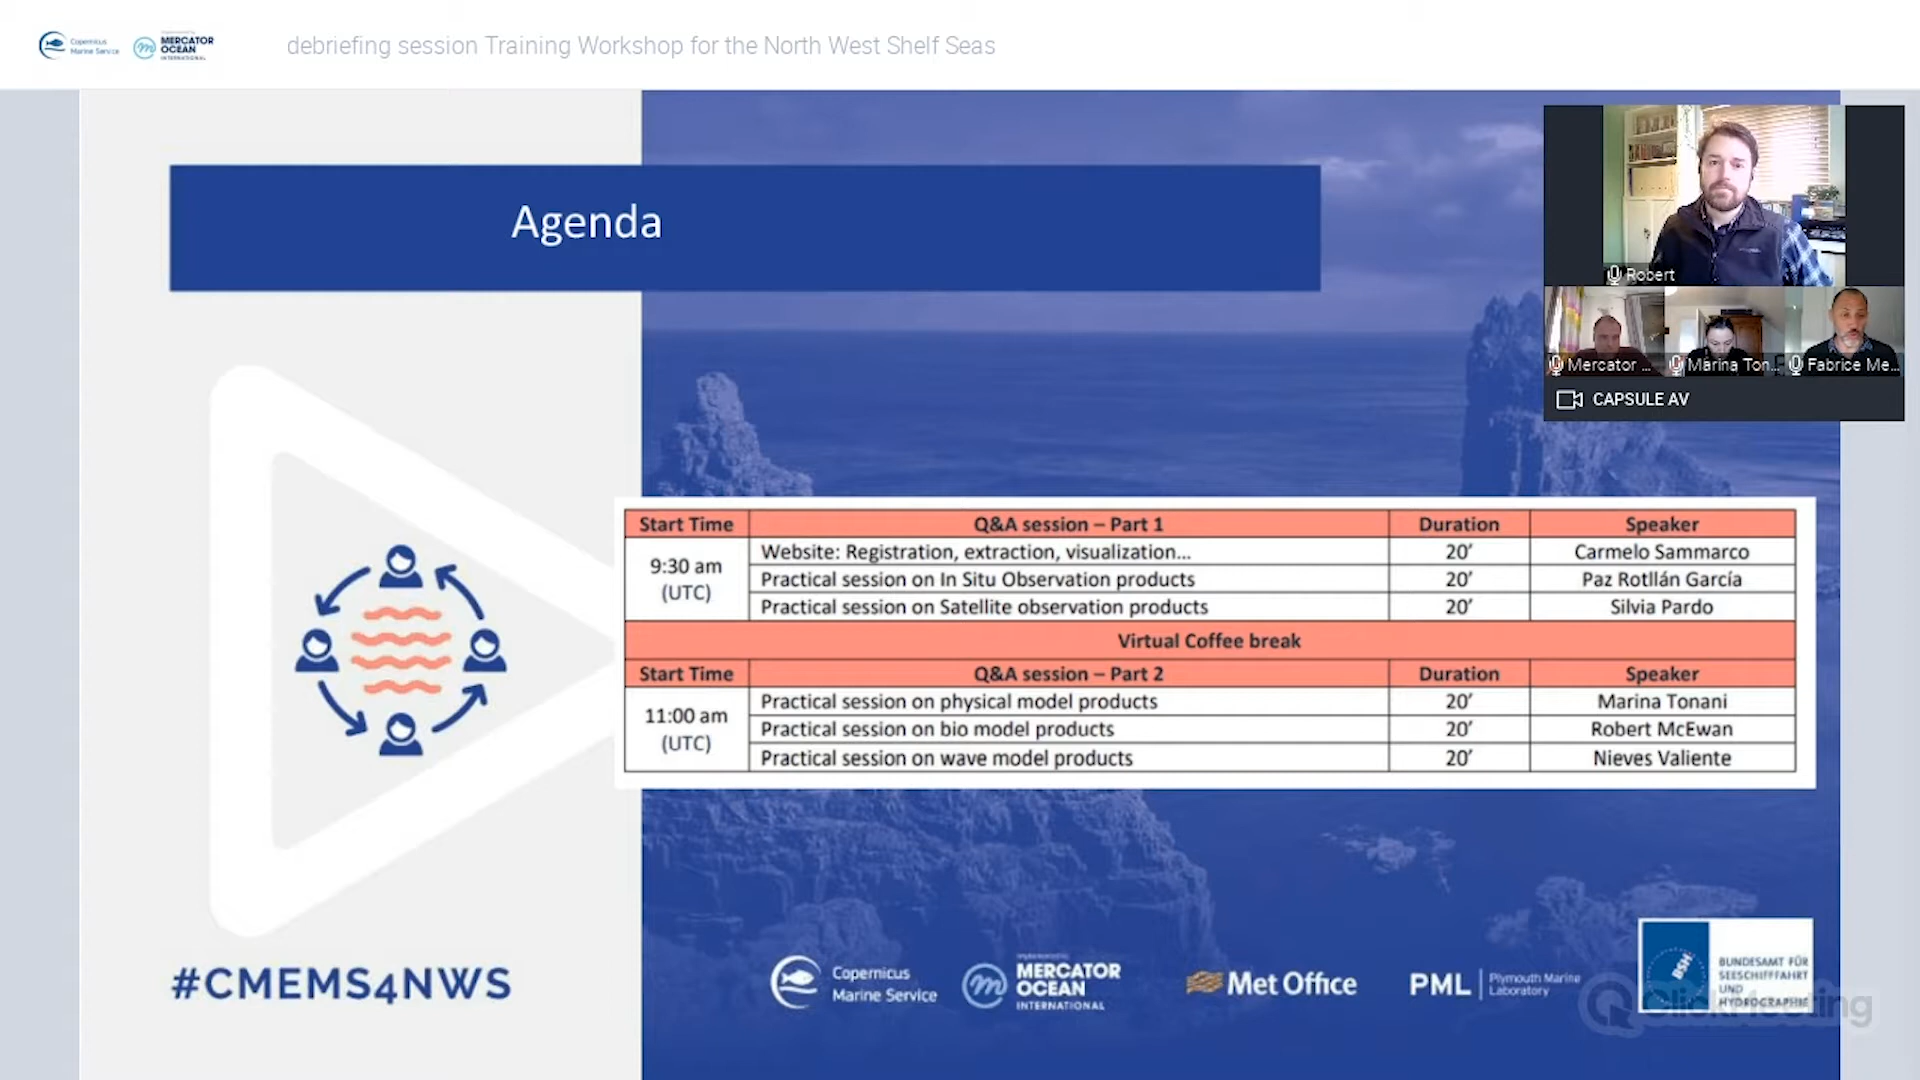 Copernicus
Marine Service
MERCATOR
OCEAN
INTERNATIONAL
debriefing session Training Workshop for the North West Shelf Seas
Agenda
Robert
Mercator ...
Marina Ton...
Fabrice Me...
CAPSULE AV
Start Time Q&A session – Part 1 Duration Speaker
9:30 am
(UTC)
Website: Registration, extraction, visualization... 20’ Carmelo Sammarco
Practical session on In Situ Observation products 20’ Paz Rotllán García
Practical session on Satellite observation products 20’ Silvia Pardo
Virtual Coffee break
Start Time Q&A session – Part 2 Duration Speaker
11:00 am
(UTC)
Practical session on physical model products 20’ Marina Tonani
Practical session on bio model products 20’ Robert McEwan
Practical session on wave model products 20’ Nieves Valiente
#CMEMS4NWS
Copernicus
Marine Service
MERCATOR
OCEAN
INTERNATIONAL
Met Office
PML
Plymouth Marine
Laboratory
BSH
BUNDESAMT FÜR
SEESCHIFFFAHRT
UND
HYDROGRAPHIE
ClickMeeting